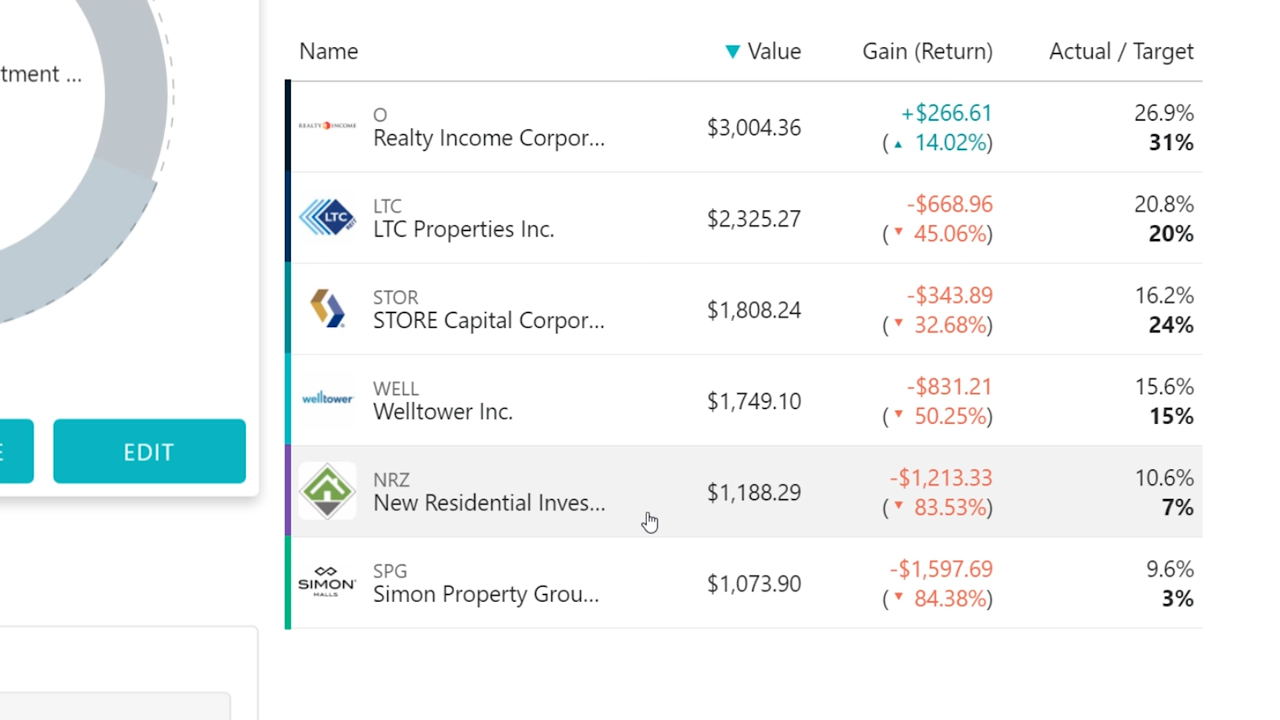 tment ...
EDIT
Name ▼ Value Gain (Return) Actual / Target
REALTY INCOME
O
Realty Income Corpor...
$3,004.36
+$266.61
(▲ 14.02%)
26.9%
31%
LTC
LTC
LTC Properties Inc.
$2,325.27
-$668.96
(▼ 45.06%)
20.8%
20%
STOR
STORE Capital Corpor...
$1,808.24
-$343.89
(▼ 32.68%)
16.2%
24%
welltower
WELL
Welltower Inc.
$1,749.10
-$831.21
(▼ 50.25%)
15.6%
15%
NRZ
New Residential Inves...
$1,188.29
-$1,213.33
(▼ 83.53%)
10.6%
7%
SIMON
MALLS
SPG
Simon Property Grou...
$1,073.90
-$1,597.69
(▼ 84.38%)
9.6%
3%